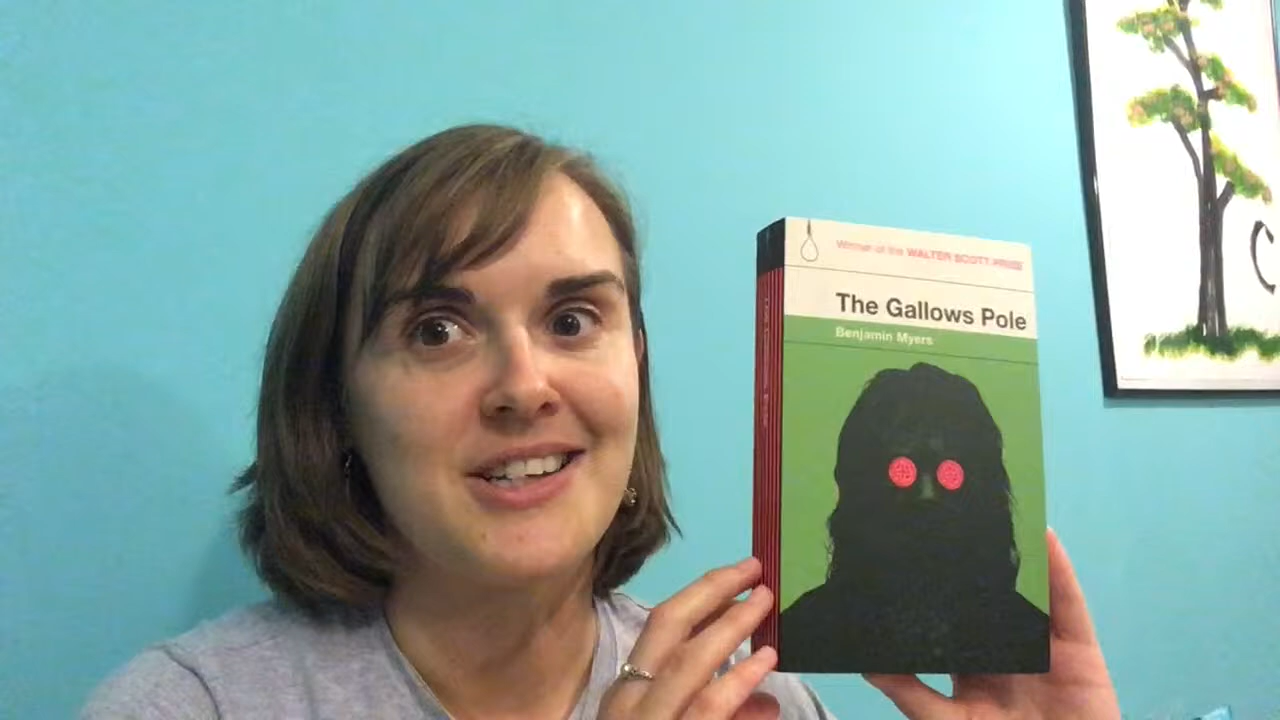 Winner of the WALTER SCOTT PRIZE
The Gallows Pole
Benjamin Myers
C